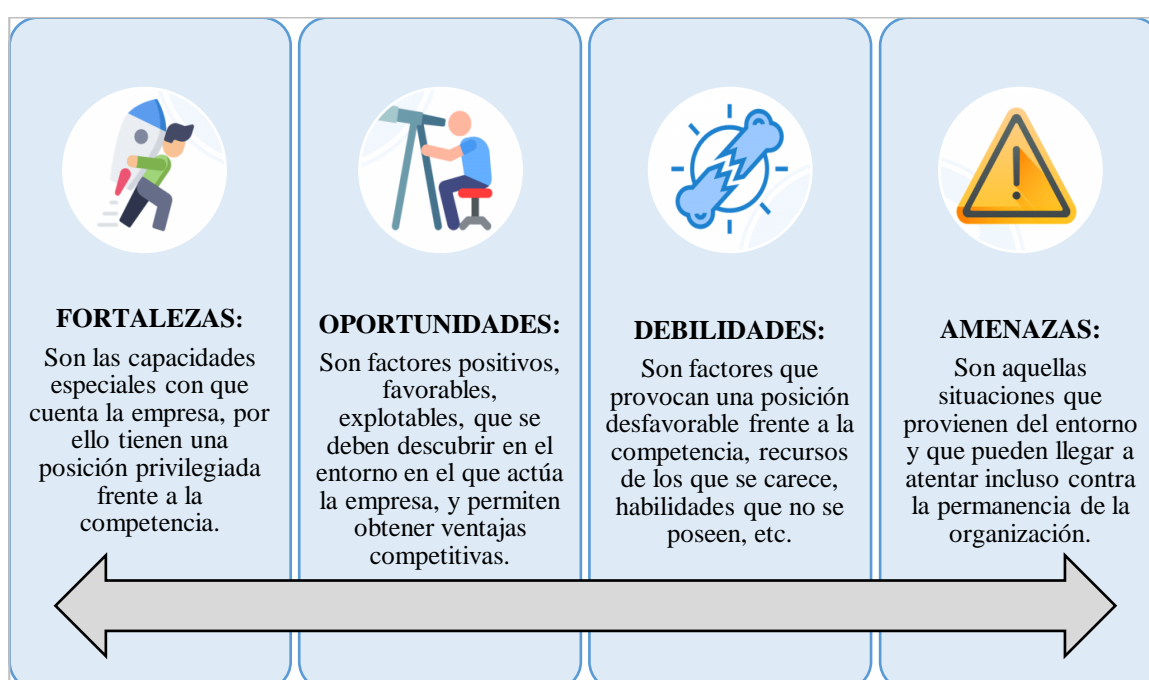 FORTALEZAS:
Son las capacidades
especiales con que
cuenta la empresa, por
ello tienen una
posición privilegiada
frente a la
competencia.
OPORTUNIDADES:
Son factores positivos,
favorables,
explotables, que se
deben descubrir en el
entorno en el que actúa
la empresa, y permiten
obtener ventajas
competitivas.
DEBILIDADES:
Son factores que
provocan una posición
desfavorable frente a la
competencia, recursos
de los que se carece,
habilidades que no se
poseen, etc.
AMENAZAS:
Son aquellas
situaciones que
provienen del entorno
y que pueden llegar a
atentar incluso contra
la permanencia de la
organización.